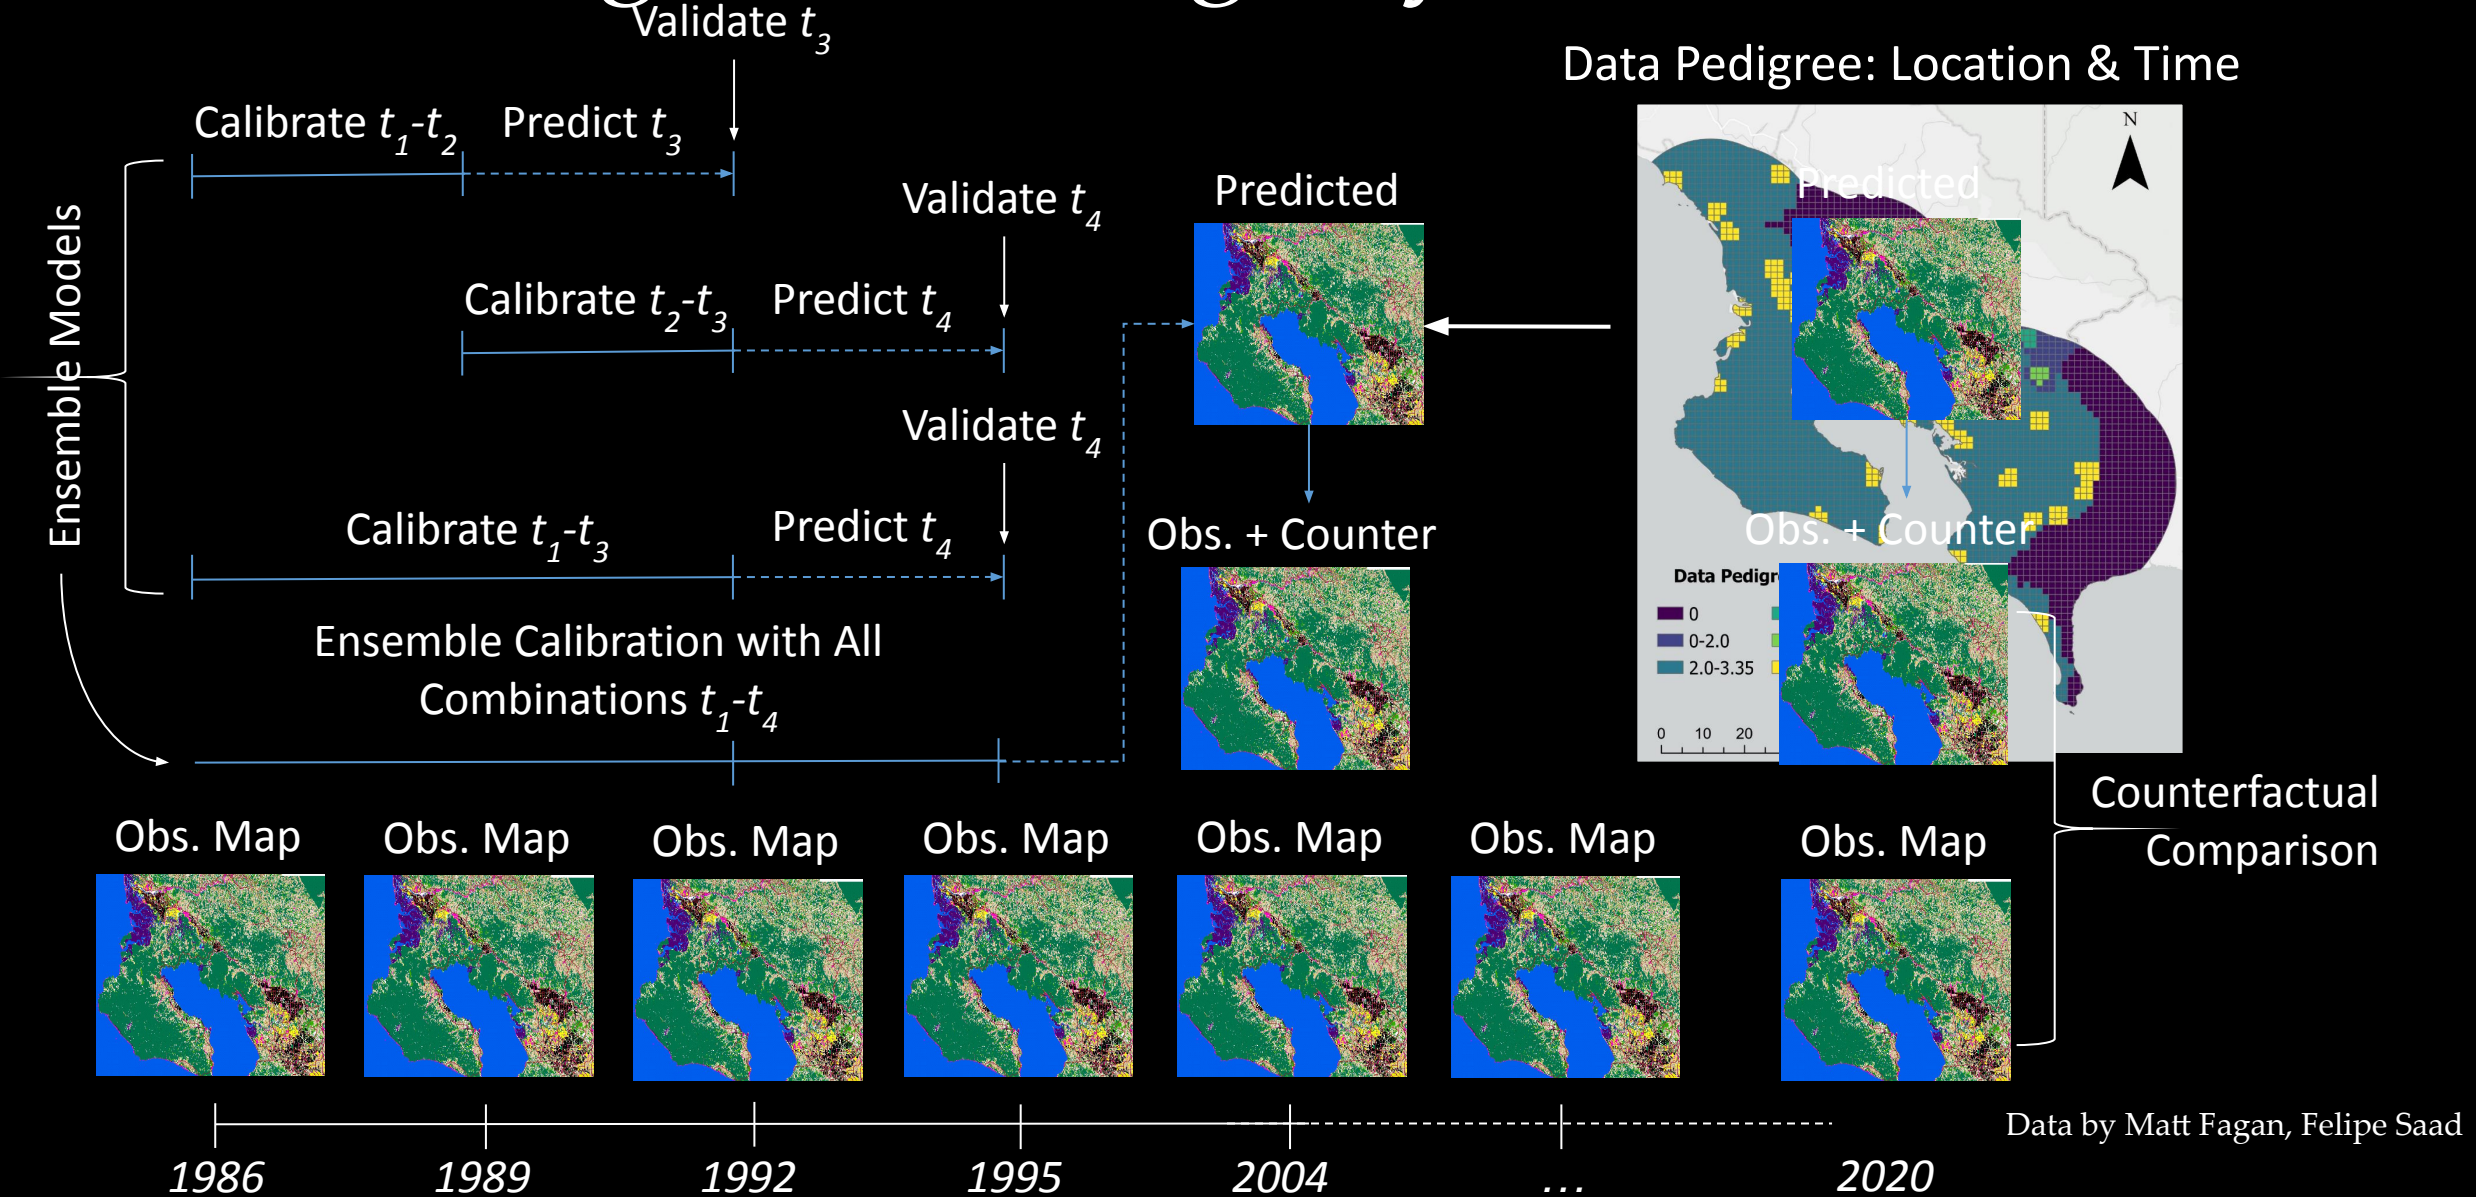 Validate t3
Calibrate t1-t2
Predict t3
Ensemble Models
Validate t4
Calibrate t2-t3
Predict t4
Validate t4
Calibrate t1-t3
Predict t4
Ensemble Calibration with All
Combinations t1-t4
Predicted
Obs. + Counter
Data Pedigree: Location & Time
N
Predicted
Obs. + Counter
Data Pedigr
0
0-2.0
2.0-3.35
0 10 20
Counterfactual
Comparison
Obs. Map
Obs. Map
Obs. Map
Obs. Map
Obs. Map
Obs. Map
Obs. Map
Data by Matt Fagan, Felipe Saad
1986
1989
1992
1995
2004
...
2020